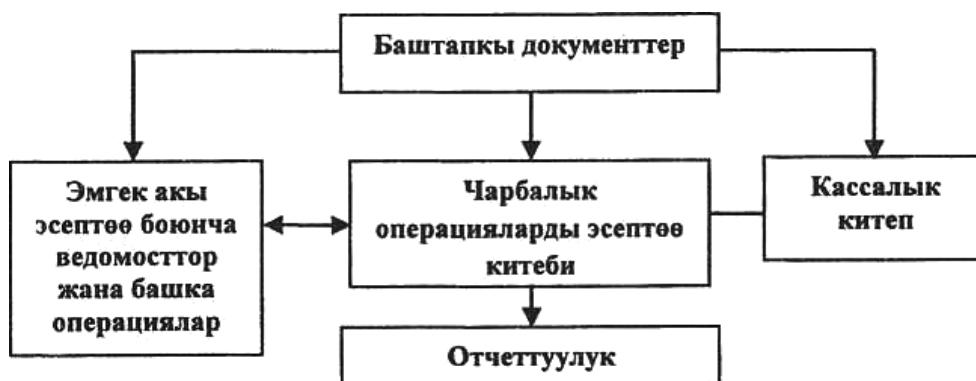 Баштапкы документтер
Эмгек акы
эсептөө боюнча
ведомосттор
жана башка
операциялар
Чарбалык
операцияларды эсептөө
китеби
Кассалык
китеп
Отчеттуулук